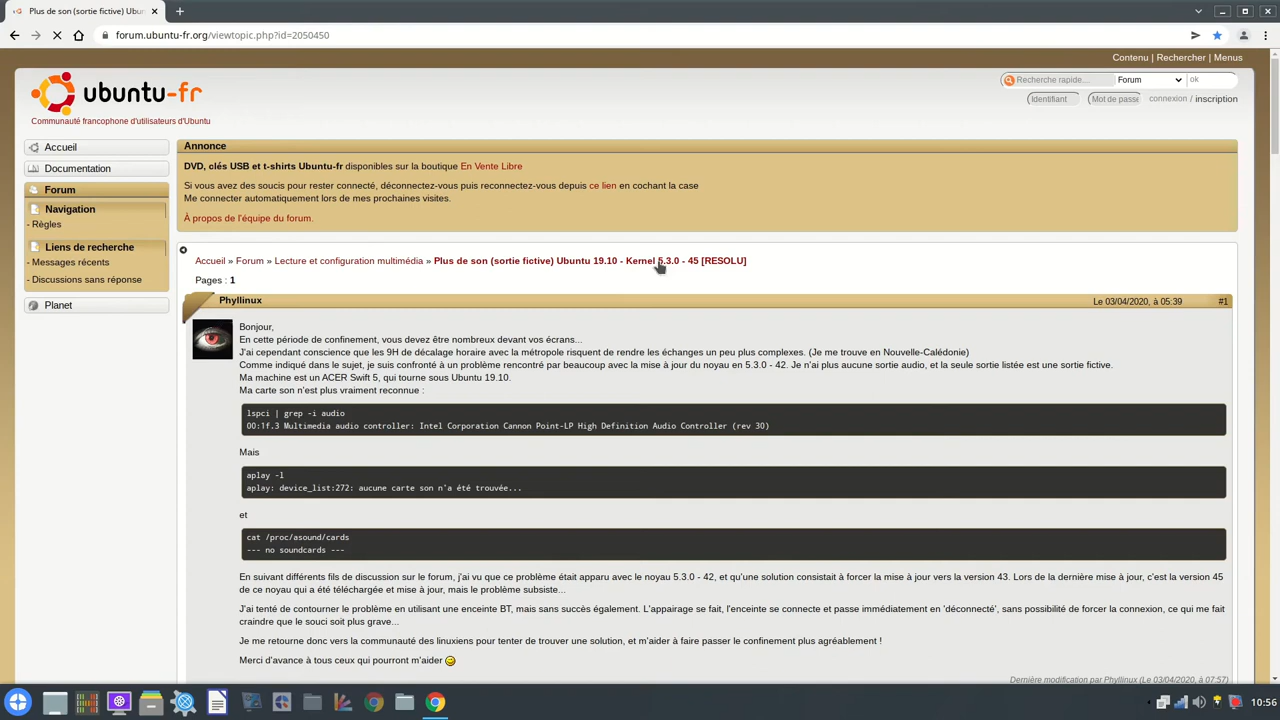 Plus de son (sortie fictive) Ubunt
forum.ubuntu-fr.org/viewtopic.php?id=2050450
Contenu | Rechercher | Menus
ubuntu-fr
Communauté francophone d'utilisateurs d'Ubuntu
Recherche rapide... Forum ok
Identifiant Mot de passe connexion / inscription
Accueil
Documentation
Forum
Navigation
- Règles
Liens de recherche
- Messages récents
- Discussions sans réponse
Planet
Annonce
DVD, clés USB et t-shirts Ubuntu-fr disponibles sur la boutique En Vente Libre
Si vous avez des soucis pour rester connecté, déconnectez-vous puis reconnectez-vous depuis ce lien en cochant la case
Me connecter automatiquement lors de mes prochaines visites.
À propos de l'équipe du forum.
Accueil » Forum » Lecture et configuration multimédia » Plus de son (sortie fictive) Ubuntu 19.10 - Kernel 5.3.0 - 45 [RESOLU]
Pages : 1
Phyllinux Le 03/04/2020, à 05:39 #1
Bonjour,
En cette période de confinement, vous devez être nombreux devant vos écrans...
J'ai cependant conscience que les 9H de décalage horaire avec la métropole risquent de rendre les échanges un peu plus complexes. (Je me trouve en Nouvelle-Calédonie)
Comme indiqué dans le sujet, je suis confronté à un problème rencontré par beaucoup avec la mise à jour du noyau en 5.3.0 - 42. Je n'ai plus aucune sortie audio, et la seule sortie listée est une sortie fictive.
Ma machine est un ACER Swift 5, qui tourne sous Ubuntu 19.10.
Ma carte son n'est plus vraiment reconnue :
lspci | grep -i audio
00:1f.3 Multimedia audio controller: Intel Corporation Cannon Point-LP High Definition Audio Controller (rev 30)
Mais
aplay -l
aplay: device_list:272: aucune carte son n'a été trouvée...
et
cat /proc/asound/cards
--- no soundcards ---
En suivant différents fils de discussion sur le forum, j'ai vu que ce problème était apparu avec le noyau 5.3.0 - 42, et qu'une solution consistait à forcer la mise à jour vers la version 43. Lors de la dernière mise à jour, c'est la version 45
de ce noyau qui a été téléchargée et mise à jour, mais le problème subsiste...
J'ai tenté de contourner le problème en utilisant une enceinte BT, mais sans succès également. L'appairage se fait, l'enceinte se connecte et passe immédiatement en 'déconnecté', sans possibilité de forcer la connexion, ce qui me fait
craindre que le souci soit plus grave...
Je me retourne donc vers la communauté des linuxiens pour tenter de trouver une solution, et m'aider à faire passer le confinement plus agréablement !
Merci d'avance à tous ceux qui pourront m'aider
Dernière modification par Phyllinux (Le 03/04/2020, à 07:57)
10:56